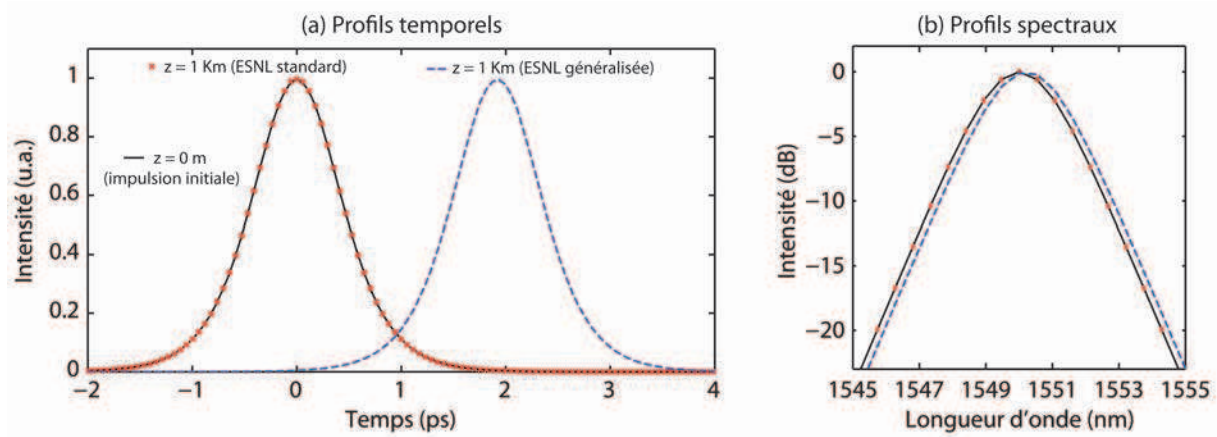 (a) Profils temporels
z = 1 Km (ESNL standard)
z = 1 Km (ESNL généralisée)
z = 0 m
(impulsion initiale)
Intensité (u.a.)
1
0.8
0.6
0.4
0.2
0
−2 −1 0 1 2 3 4
Temps (ps)
(b) Profils spectraux
Intensité (dB)
0
−5
−10
−15
−20
1545 1547 1549 1551 1553 1555
Longueur d'onde (nm)